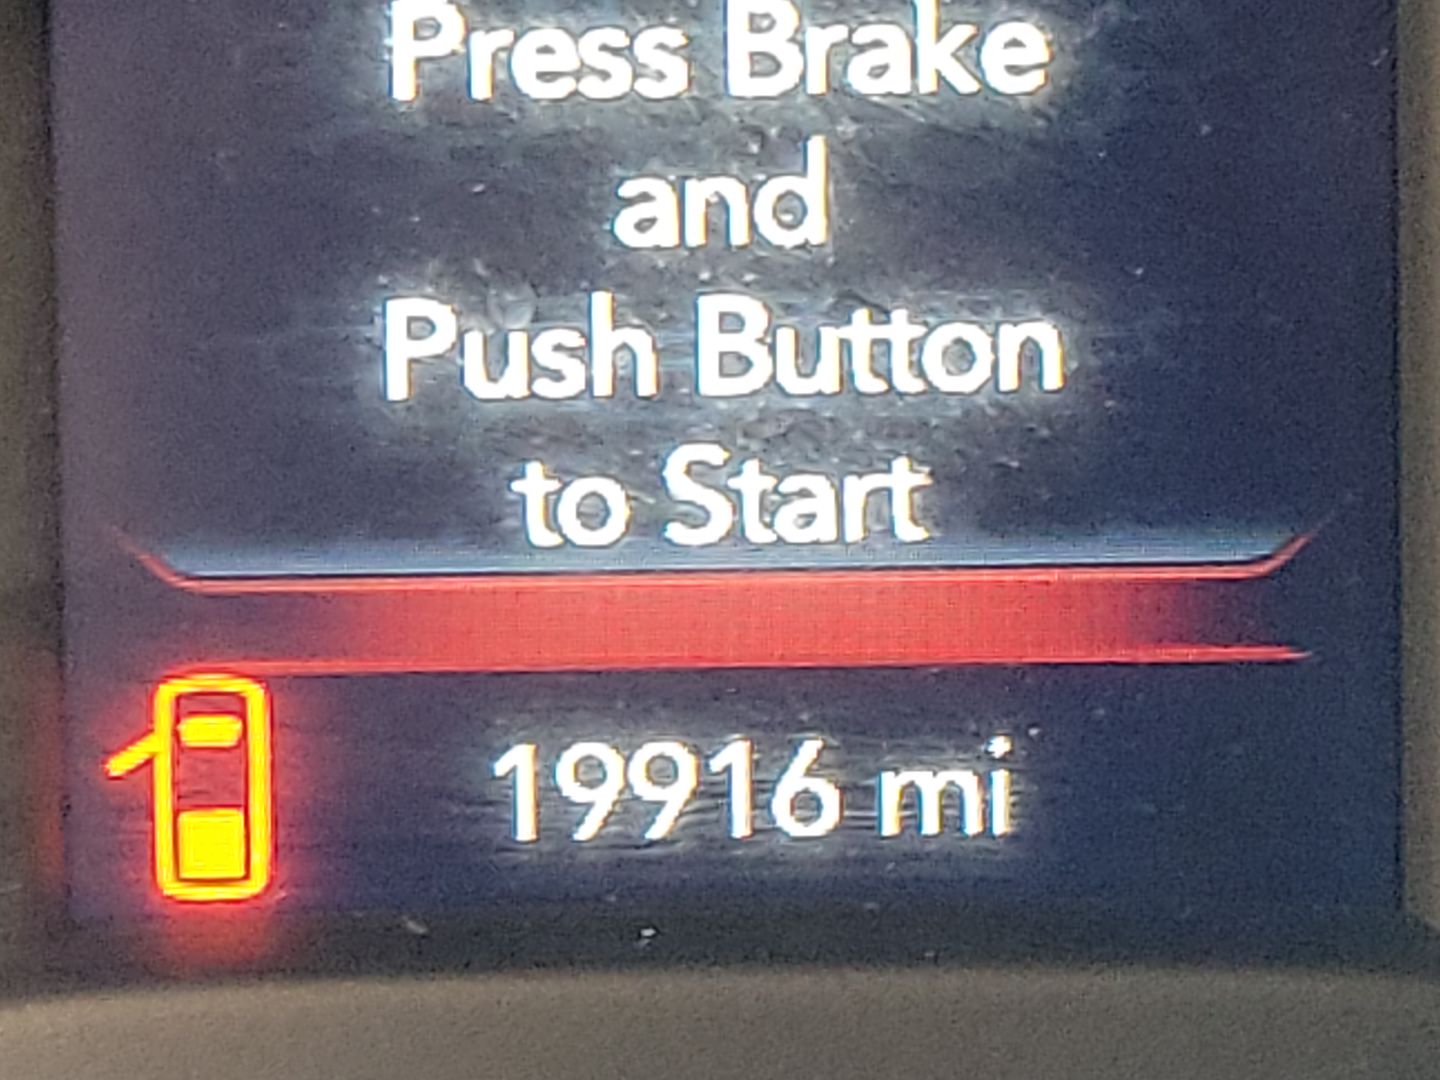 Press Brake
and
Push Button
to Start
19916 mi